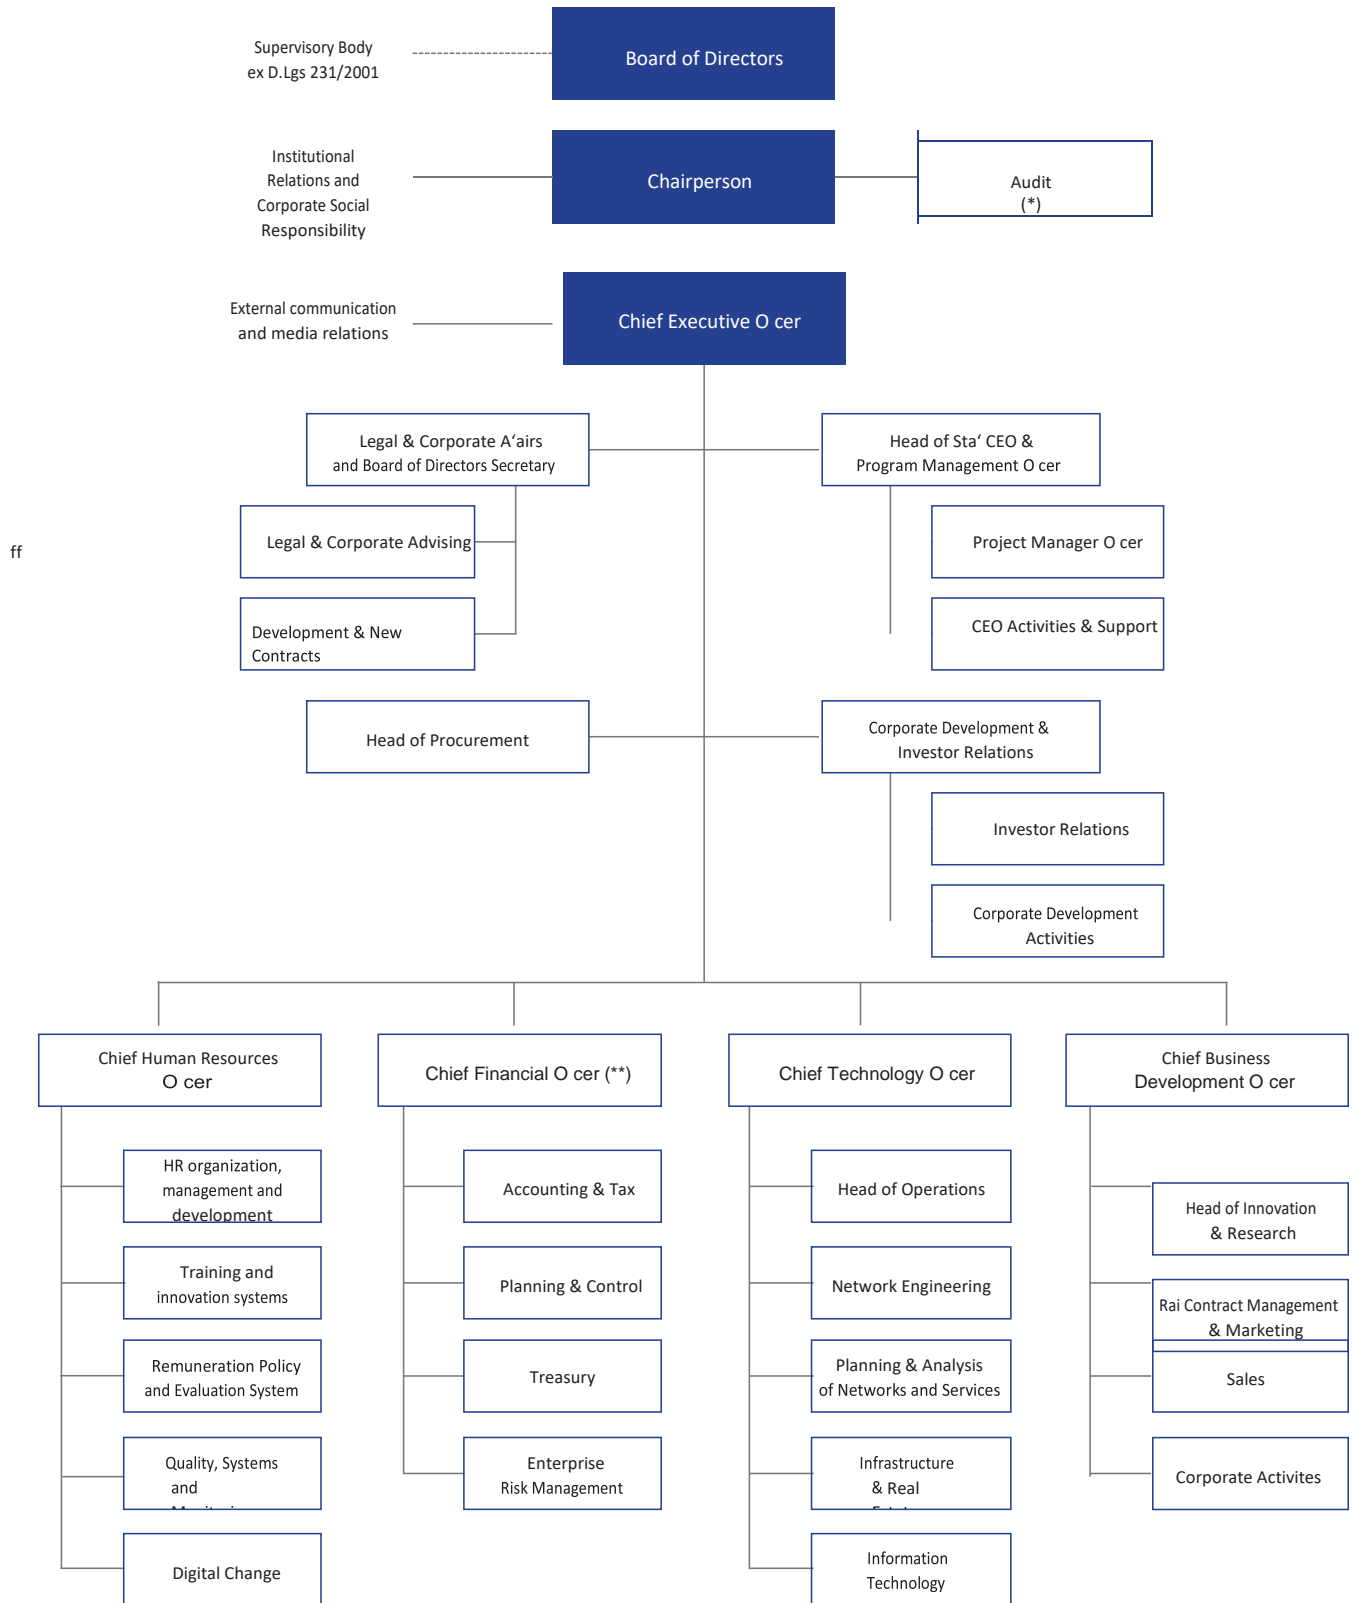 Supervisory Body
ex D.Lgs 231/2001
Board of Directors
Institutional
Relations and
Corporate Social
Responsibility
Chairperson
Audit
(*)
External communication
and media relations
Chief Executive O cer
Legal & Corporate A‘airs
and Board of Directors Secretary
Head of Sta‘ CEO &
Program Management O cer
Legal & Corporate Advising
Project Manager O cer
ff
Development & New
Contracts
CEO Activities & Support
Head of Procurement
Corporate Development &
Investor Relations
Investor Relations
Corporate Development
Activities
Chief Human Resources
O cer
Chief Financial O cer (**)
Chief Technology O cer
Chief Business
Development O cer
HR organization,
management and
development
Training and
innovation systems
Remuneration Policy
and Evaluation System
Quality, Systems
and
Digital Change
Accounting & Tax
Planning & Control
Treasury
Enterprise
Risk Management
Head of Operations
Network Engineering
Planning & Analysis
of Networks and Services
Infrastructure
& Real
Information
Technology
Head of Innovation
& Research
Rai Contract Management
& Marketing
Sales
Corporate Activites